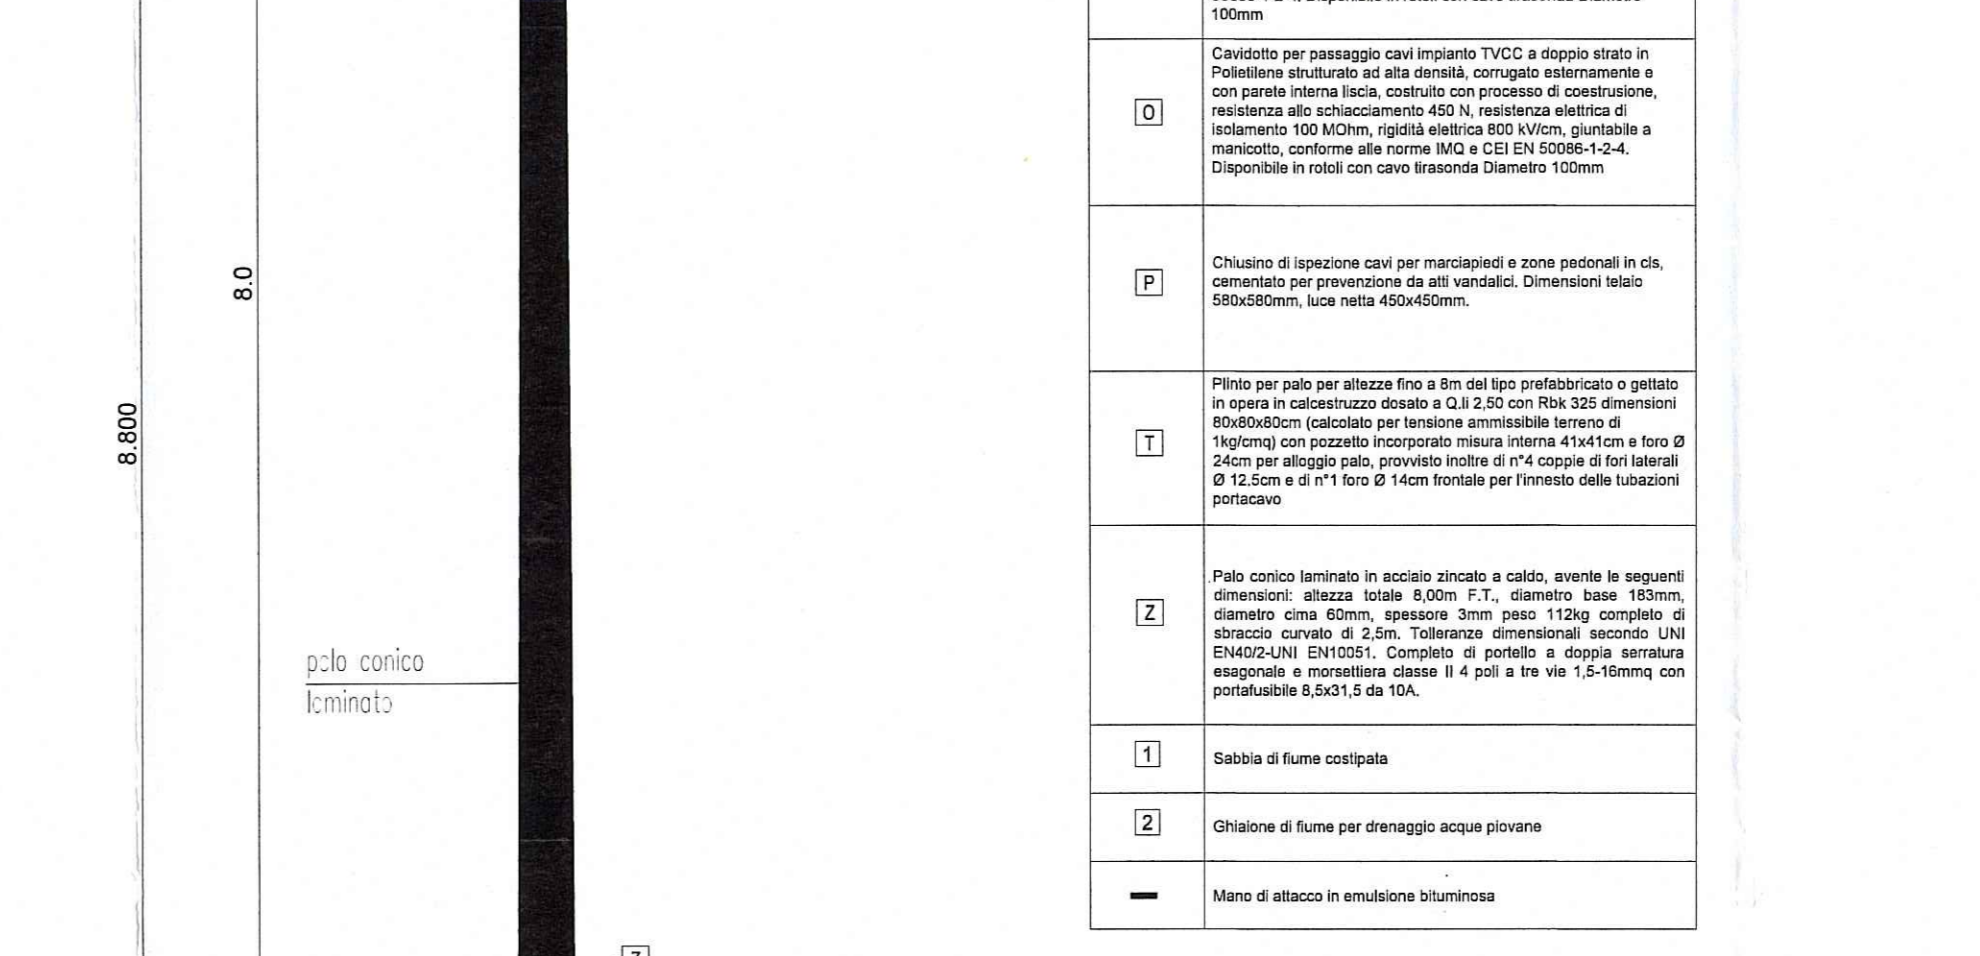 8.0
8.800
palo conico
laminato
100mm
O
Cavidotto per passaggio cavi impianto TVCC a doppio strato in
Polietilene strutturato ad alta densità, corrugato esternamente e
con parete interna liscia, costruito con processo di coestrusione,
resistenza allo schiacciamento 450 N, resistenza elettrica di
isolamento 100 MOhm, rigidità elettrica 800 kV/cm, giuntabile a
manicotto, conforme alle norme IMQ e CEI EN 50086-1-2-4.
Disponibile in rotoli con cavo tirasonda Diametro 100mm
P
Chiusino di ispezione cavi per marciapiedi e zone pedonali in cls,
cementato per prevenzione da atti vandalici. Dimensioni telaio
580x580mm, luce netta 450x450mm.
T
Plinto per palo per altezze fino a 8m del tipo prefabbricato o gettato
in opera in calcestruzzo dosato a Q.li 2,50 con Rbk 325 dimensioni
80x80x80cm (calcolato per tensione ammissibile terreno di
1kg/cmq) con pozzetto incorporato misura interna 41x41cm e foro Ø
24cm per alloggio palo, provvisto inoltre di n°4 coppie di fori laterali
Ø 12.5cm e di n°1 foro Ø 14cm frontale per l'innesto delle tubazioni
portacavo
Z
Palo conico laminato in acciaio zincato a caldo, avente le seguenti
dimensioni: altezza totale 8,00m F.T., diametro base 183mm,
diametro cima 60mm, spessore 3mm peso 112kg completo di
sbraccio curvato di 2,5m. Tolleranze dimensionali secondo UNI
EN40/2-UNI EN10051. Completo di portello a doppia serratura
esagonale e morsettiera classe II 4 poli a tre vie 1,5-16mmq con
portafusibile 8,5x31,5 da 10A.
1
Sabbia di fiume costipata
2
Ghiaione di fiume per drenaggio acque piovane
Mano di attacco in emulsione bituminosa